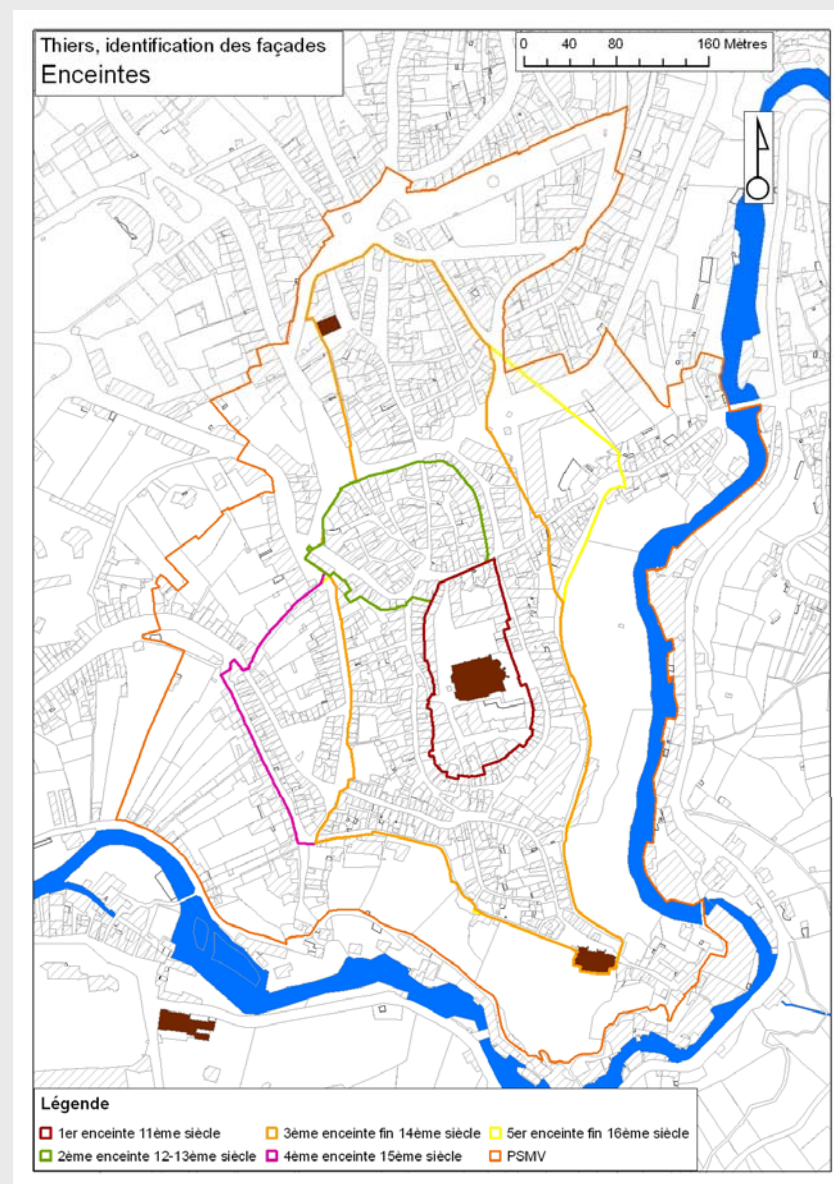 Thiers, identification des façades
Enceintes
0 40 80 160 Mètres
Légende
1er enceinte 11ème siècle
3ème enceinte fin 14ème siècle
5er enceinte fin 16ème siècle
2ème enceinte 12-13ème siècle
4ème enceinte 15ème siècle
PSMV